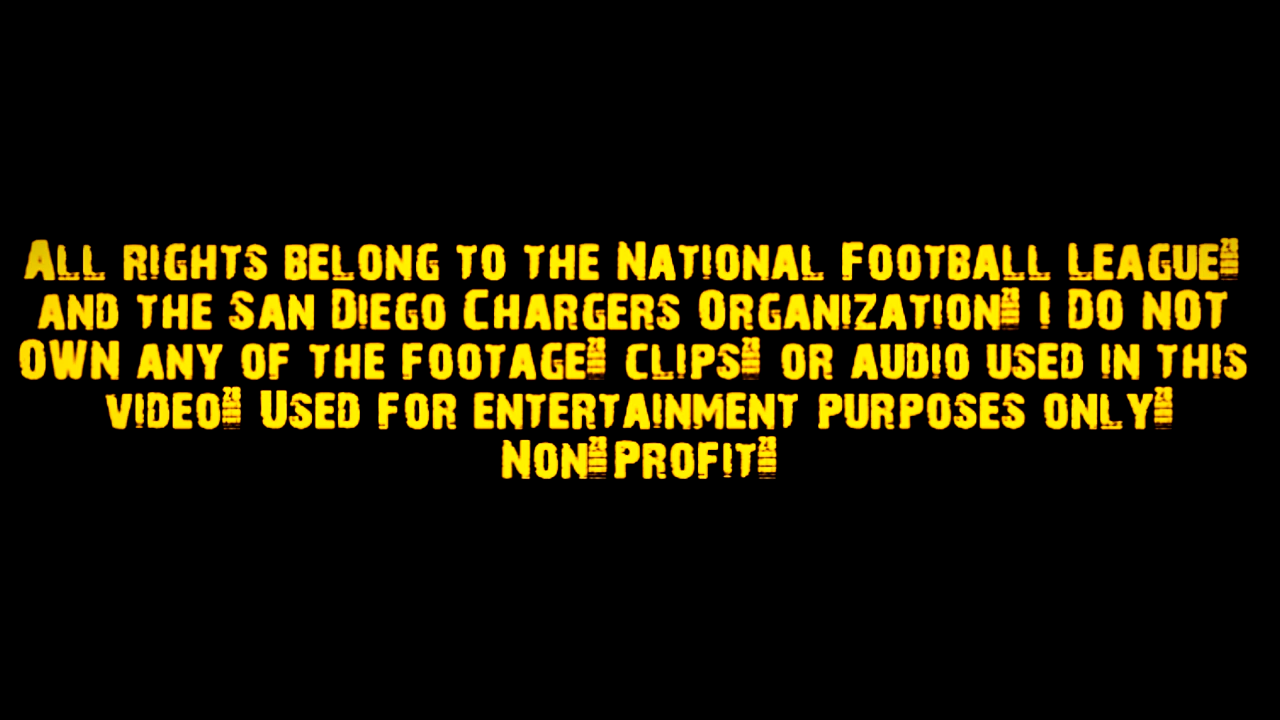 All rights belong to the National Football League
and the San Diego Chargers Organization I Do not
own any of the footage clips or audio used in this
video Used for entertainment purposes only
Non Profit